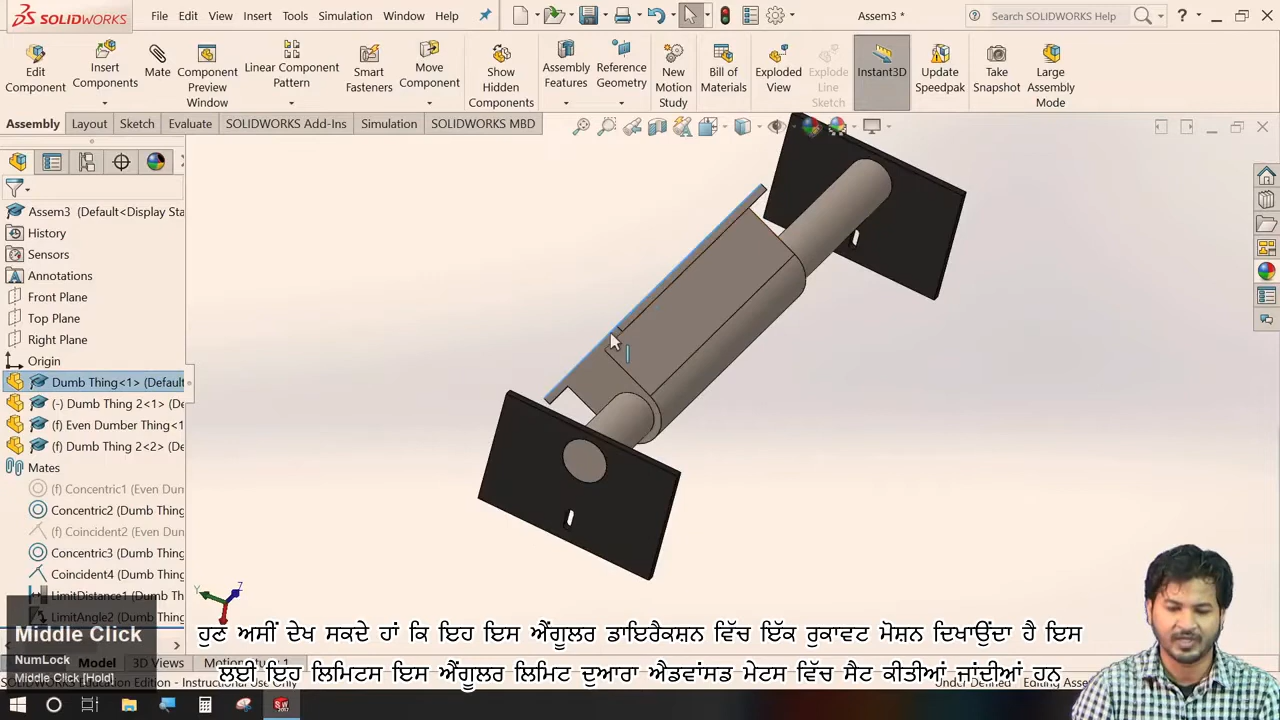 SOLIDWORKS
File Edit View Insert Tools Simulation Window Help
Assem3 *
Search SOLIDWORKS Help
Edit Component
Insert Components
Mate
Component Preview Window
Linear Component Pattern
Smart Fasteners
Move Component
Show Hidden Components
Assembly Features
Reference Geometry
New Motion Study
Bill of Materials
Exploded View
Explode Line Sketch
Instant3D
Update Speedpak
Take Snapshot
Large Assembly Mode
Assembly Layout Sketch Evaluate SOLIDWORKS Add-Ins Simulation SOLIDWORKS MBD
Assem3 (Default<Display Sta
History
Sensors
Annotations
Front Plane
Top Plane
Right Plane
Origin
Dumb Thing<1> (Default
(-) Dumb Thing 2<1> (De
(f) Even Dumber Thing<1
(f) Dumb Thing 2<2> (De
Mates
(f) Concentric1 (Even Dun
Concentric2 (Dumb Thing
(f) Coincident2 (Even Dun
Concentric3 (Dumb Thing
Coincident4 (Dumb Thing
LimitDistance1 (Dumb Thing
LimitAngle2 (Dumb Thing
Middle Click
NumLock
Middle Click [Hold]
Model 3D Views
ਹੁਣ ਅਸੀਂ ਦੇਖ ਸਕਦੇ ਹਾਂ ਕਿ ਇਹ ਇਸ ਐਂਗੂਲਰ ਡਾਇਰੈਕਸ਼ਨ ਵਿੱਚ ਇੱਕ ਰੁਕਾਵਟ ਮੋਸ਼ਨ ਦਿਖਾਉਂਦਾ ਹੈ ਇਸ
ਲਈ ਇਹ ਲਿਮਿਟਸ ਇਸ ਐਂਗੂਲਰ ਲਿਮਿਟ ਦੁਆਰਾ ਐਡਵਾਂਸਡ ਮੇਟਸ ਵਿੱਚ ਸੈਟ ਕੀਤੀਆਂ ਜਾਂਦੀਆਂ ਹਨ